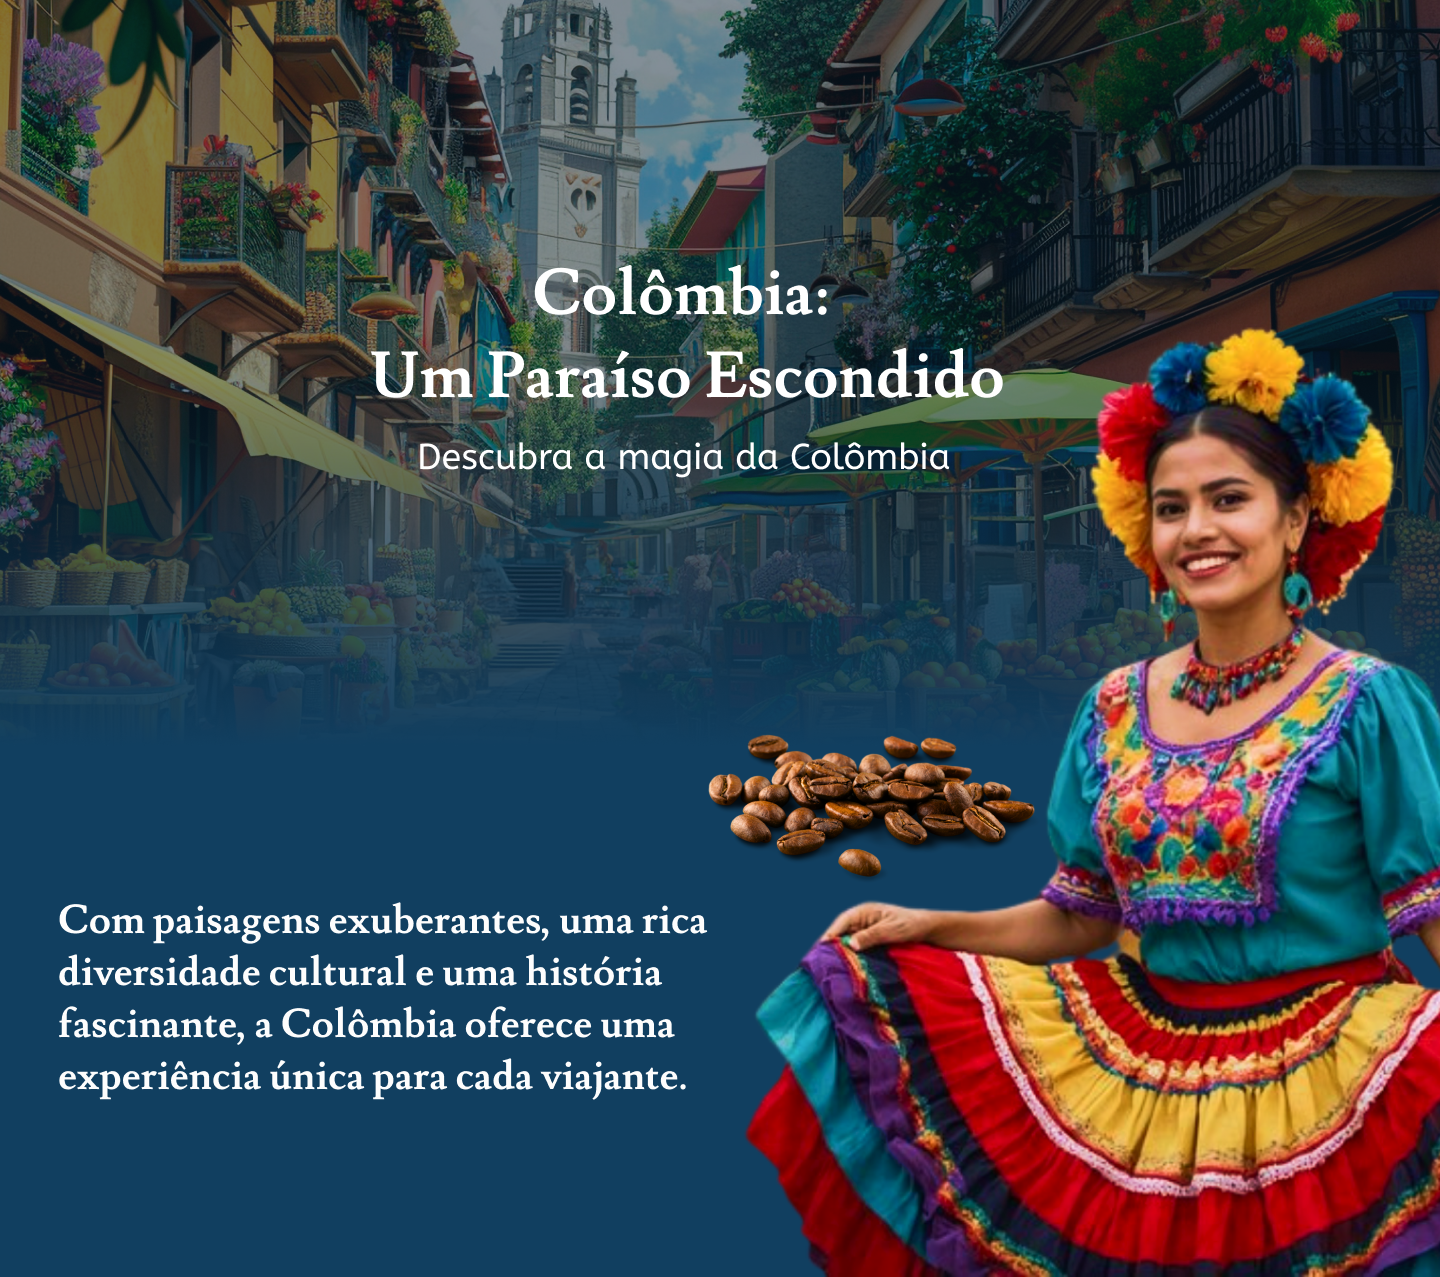 Colômbia:
Um Paraíso Escondido
Descubra a magia da Colômbia
Com paisagens exuberantes, uma rica
diversidade cultural e uma história
fascinante, a Colômbia oferece uma
experiência única para cada viajante.